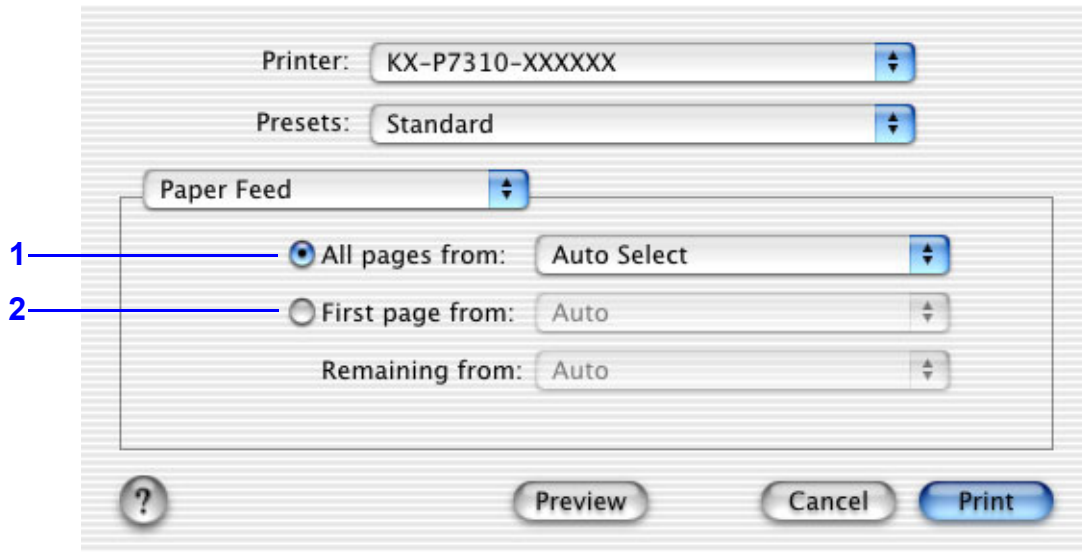 Printer: KX-P7310-XXXXXX
Presets: Standard
Paper Feed
1 All pages from: Auto Select
2 First page from: Auto
Remaining from: Auto
? Preview Cancel Print